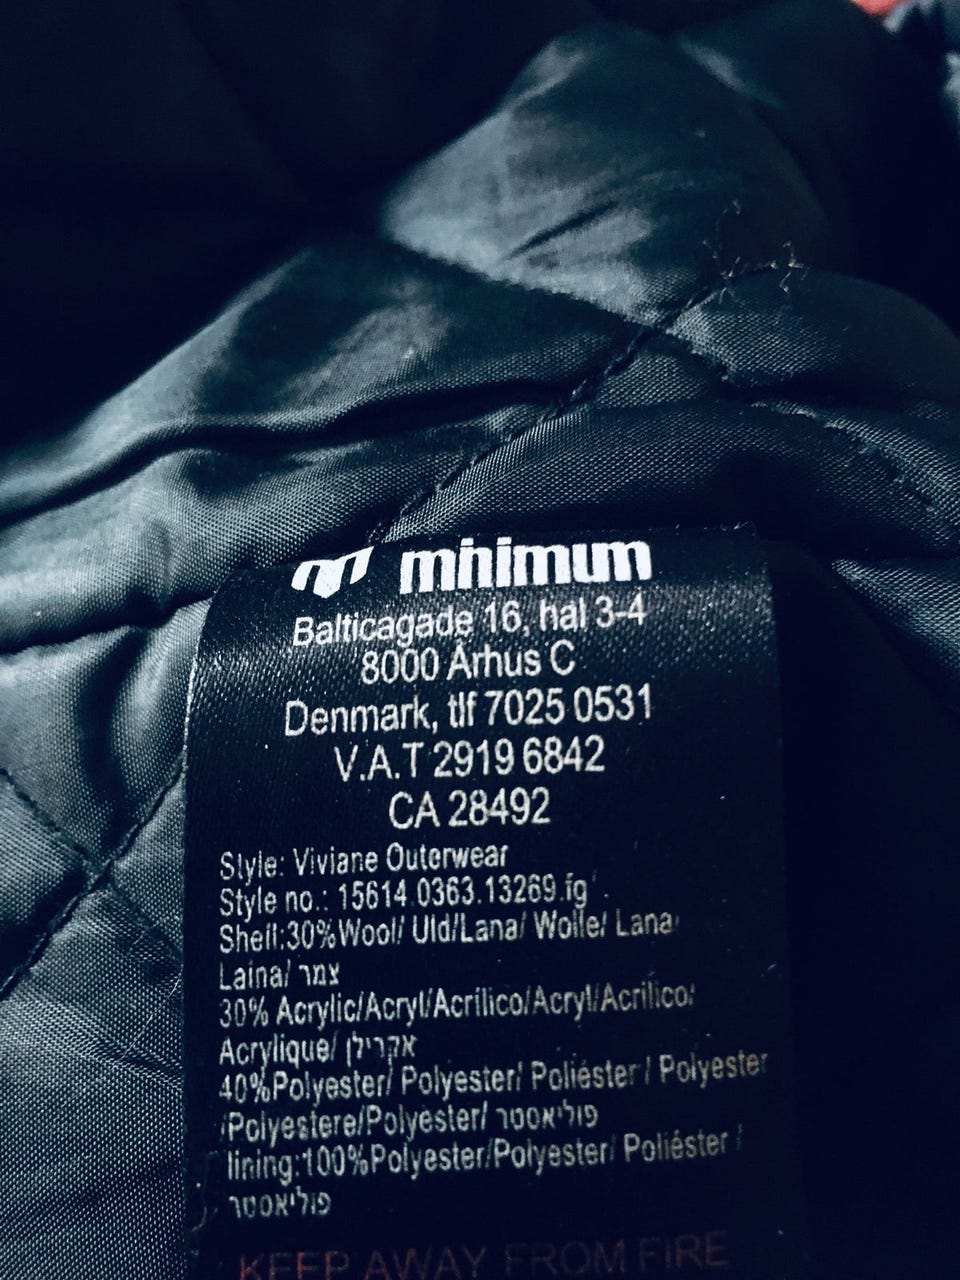 minimum
Balticagade 16, hal 3-4
8000 Århus C
Denmark, tlf 7025 0531
V.A.T 2919 6842
CA 28492
Style: Viviane Outerwear
Style no.: 15614.0363.13269.fg
Shell:30%Wool/ Uld/Lana/ Wolle/ Lana/
Laina/ צמר
30% Acrylic/Acryl/Acrilico/Acryl/Acrilico/
Acrylique/ אקרילן
40%Polyester/ Polyester/ Poliéster / Polyester
/Polyestere/Polyester/ פוליאסטר
lining:100%Polyester/Polyester/ Poliéster /
פוליאסטר
KEEP AWAY FROM FIRE